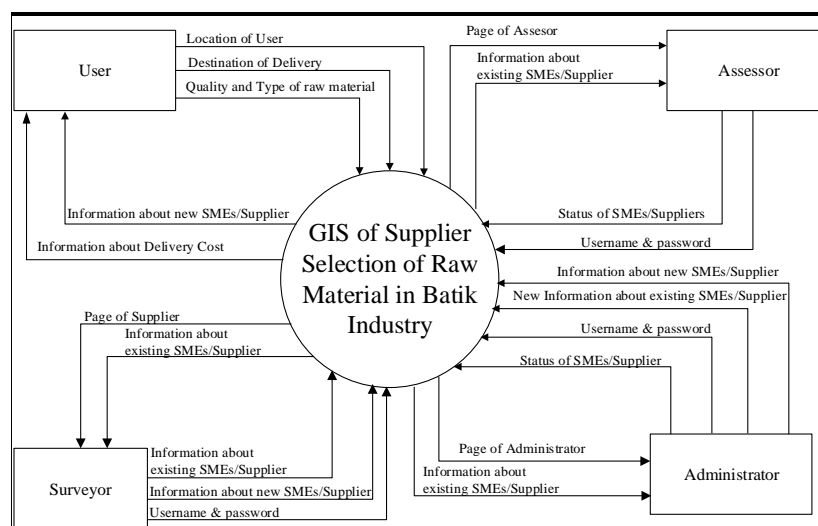 User
Location of User
Destination of Delivery
Quality and Type of raw material
Information about new SMEs/Supplier
Information about Delivery Cost
Page of Assesor
Information about
existing SMEs/Supplier
Assessor
Status of SMEs/Suppliers
Username & password
GIS of Supplier
Selection of Raw
Material in Batik
Industry
Information about new SMEs/Supplier
New Information about existing SMEs/Supplier
Username & password
Status of SMEs/Supplier
Page of Supplier
Information about
existing SMEs/Supplier
Surveyor
Information about
existing SMEs/Supplier
Information about new SMEs/Supplier
Username & password
Page of Administrator
Information about
existing SMEs/Supplier
Administrator